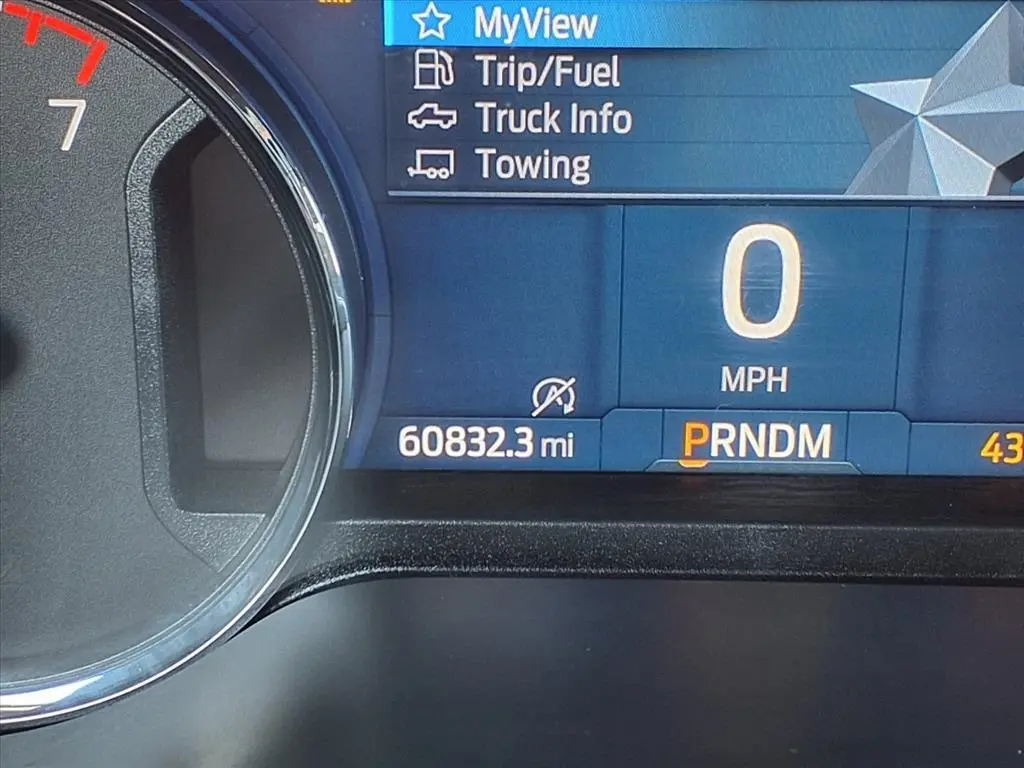 MyView
Trip/Fuel
Truck Info
Towing
7
0
MPH
A
60832.3 mi
PRNDM
43